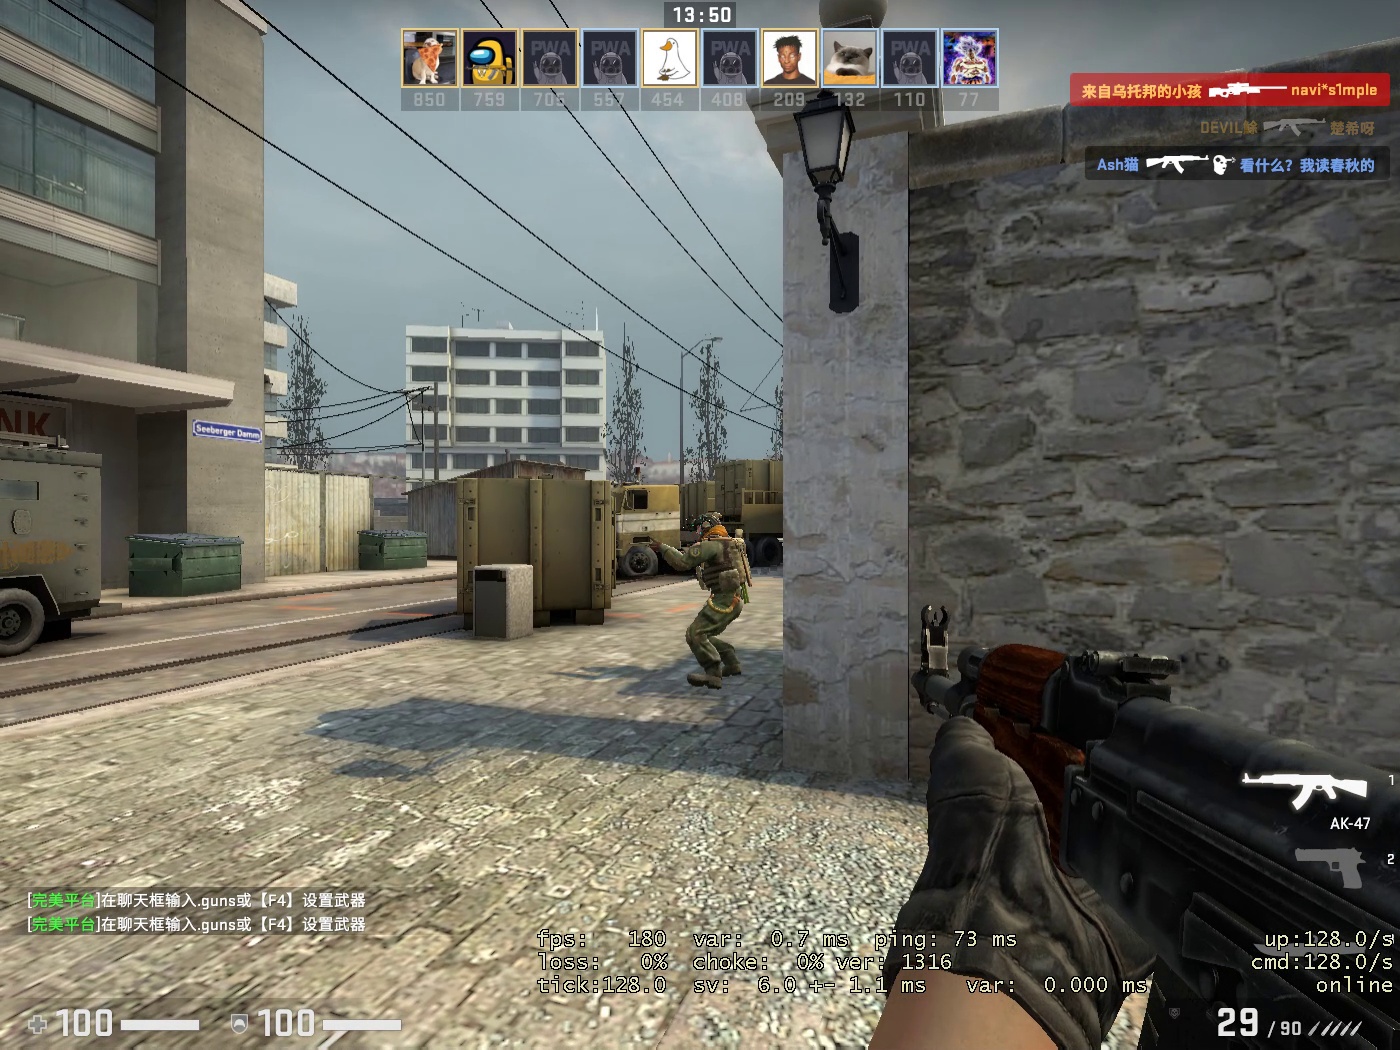 13:50
PWA PWA PWA PWA
850 759 705 557 454 408 209 132 110 77
来自乌托邦的小孩 navi*s1mple
DEVIL 楚希呀
Ash猫 看什么？我读春秋的
NK
Seeberger Damm
1
AK-47
2
[完美平台]在聊天框输入.guns或【F4】设置武器
[完美平台]在聊天框输入.guns或【F4】设置武器
fps: 180 var: 0.7 ms ping: 73 ms
loss: 0% choke: 0% ver: 1316
tick:128.0 sv: 6.0 +- 1.1 ms var: 0.000 ms
up:128.0/s
cmd:128.0/s
online
100 100
29 / 90